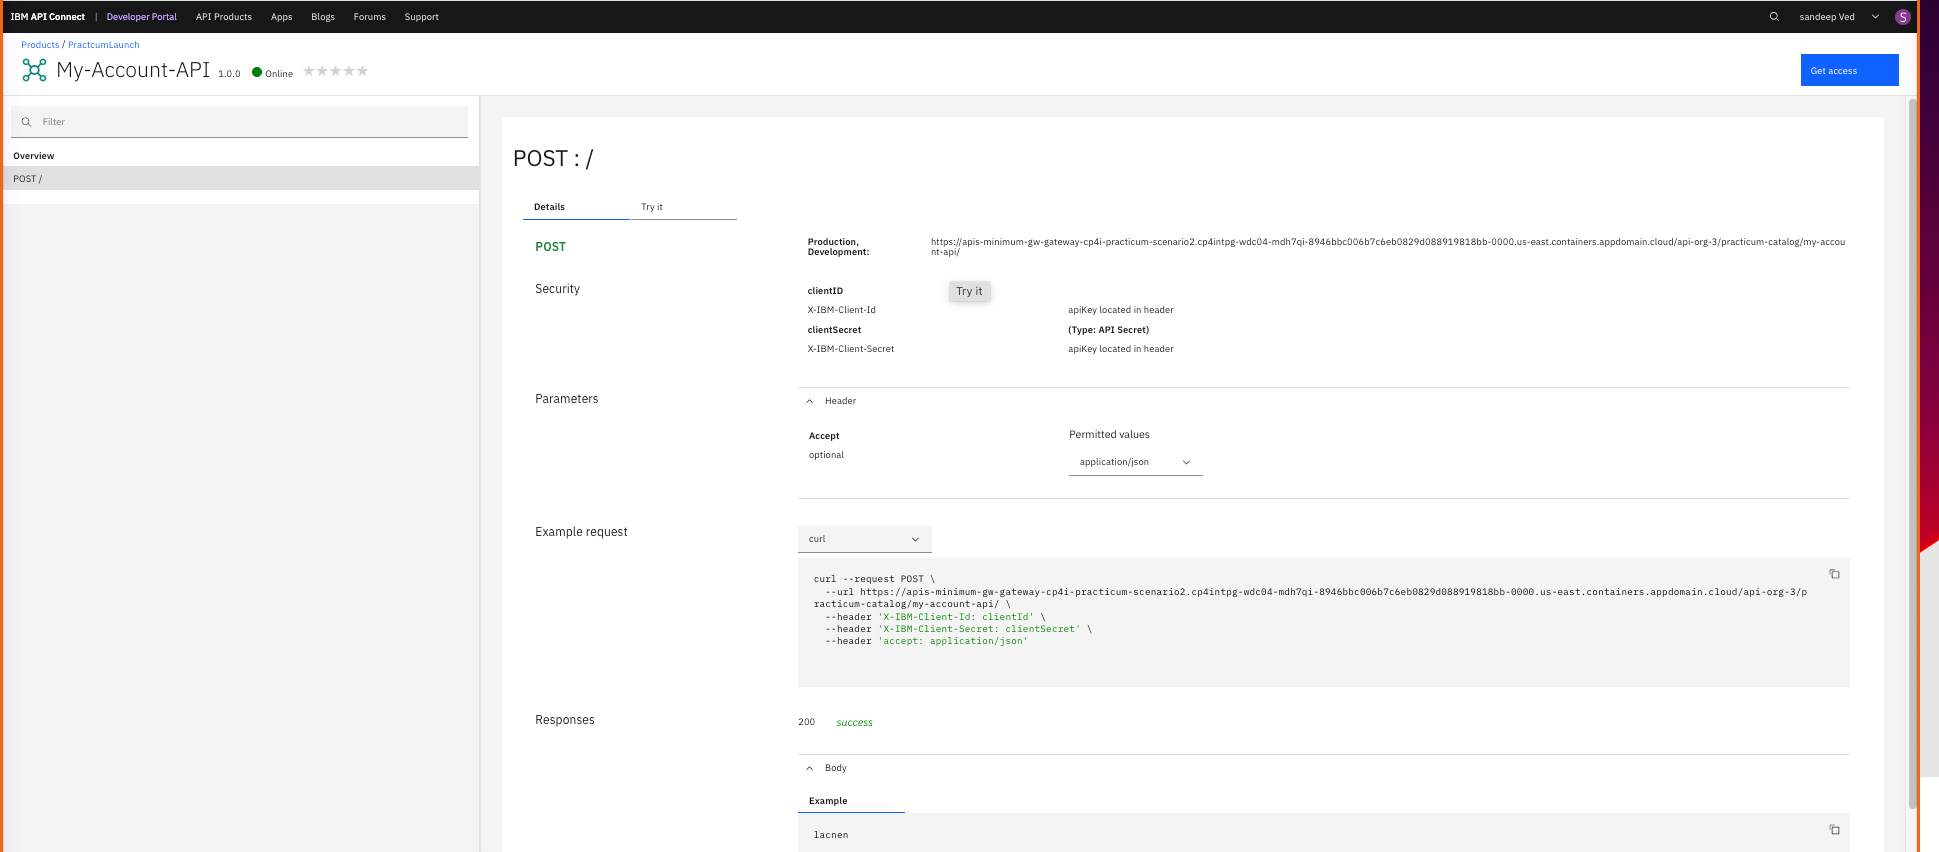 IBM API Connect | Developer Portal API Products Apps Blogs Forums Support sandeep Ved S
Products / PractcumLaunch
My-Account-API 1.0.0 Online
Get access
Filter
Overview
POST /
POST : /
Details Try it
POST
Production, Development:
https://apis-minimum-gw-gateway-cp4i-practicum-scenario2.cp4intpg-wdc04-mdh7qi-8946bbc006b7c6eb0829d088919818bb-0000.us-east.containers.appdomain.cloud/api-org-3/practicum-catalog/my-accou
nt-api/
Security
clientID
Try it
X-IBM-Client-Id apiKey located in header
clientSecret (Type: API Secret)
X-IBM-Client-Secret apiKey located in header
Parameters
Header
Accept Permitted values
optional
application/json
Example request
curl
curl --request POST \
--url https://apis-minimum-gw-gateway-cp4i-practicum-scenario2.cp4intpg-wdc04-mdh7qi-8946bbc006b7c6eb0829d088919818bb-0000.us-east.containers.appdomain.cloud/api-org-3/p
racticum-catalog/my-account-api/ \
--header 'X-IBM-Client-Id: clientId' \
--header 'X-IBM-Client-Secret: clientSecret' \
--header 'accept: application/json'
Responses
200 success
Body
Example
lacnen